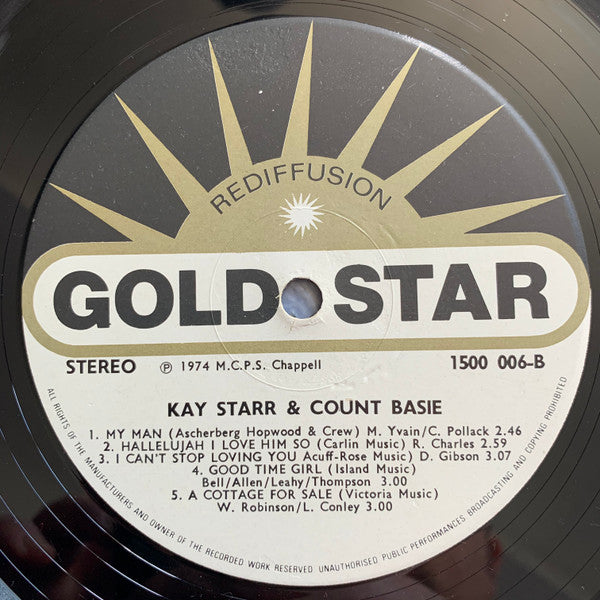 REDIFFUSION
GOLD STAR
STEREO ℗ 1974 M.C.P.S. Chappell 1500 006-B
KAY STARR & COUNT BASIE
1. MY MAN (Ascherberg Hopwood & Crew) M. Yvain/C. Pollack 2.46
2. HALLELUJAH I LOVE HIM SO (Carlin Music) R. Charles 2.59
3. I CAN'T STOP LOVING YOU Acuff-Rose Music) D. Gibson 3.07
4. GOOD TIME GIRL (Island Music)
Bell/Allen/Leahy/Thompson 3.00
5. A COTTAGE FOR SALE (Victoria Music)
W. Robinson/L. Conley 3.00
ALL RIGHTS OF THE MANUFACTURERS AND OWNER OF THE RECORDED WORK RESERVED UNAUTHORISED PUBLIC PERFORMANCES BROADCASTING AND COPYING PROHIBITED